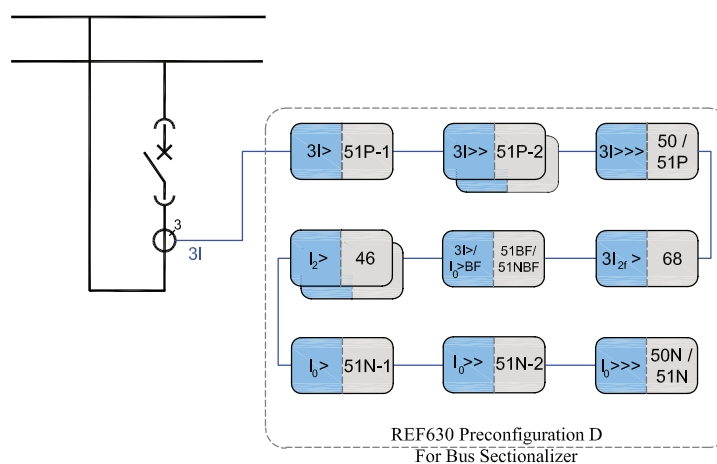 3I> 51P-1
3I>> 51P-2
3I>>> 50 /
51P
3
3I
I2> 46
3I>/
I0>BF
51BF/
51NBF
3I2f > 68
I0> 51N-1
I0>> 51N-2
I0>>> 50N /
51N
REF630 Preconfiguration D
For Bus Sectionalizer